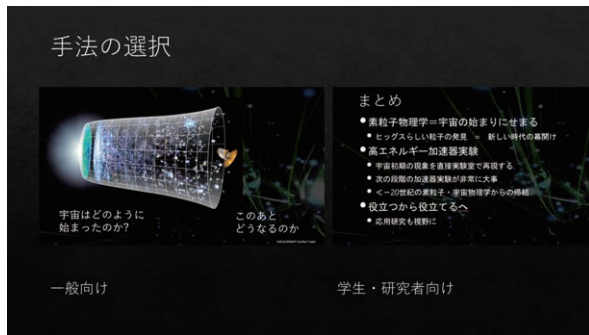 手法の選択
宇宙はどのように
始まったのか?
このあと
どうなるのか
まとめ
●素粒子物理学=宇宙の始まりにせまる
●ヒッグスらしい粒子の発見 = 新しい時代の幕開け
●高エネルギー加速器実験
●宇宙初期の現象を直接実験室で再現する
●次の段階の加速器実験が非常に大事
●<ー20世紀の素粒子・宇宙物理学からの帰結
●役立つから役立てるへ
●応用研究も視野に
一般向け
学生・研究者向け